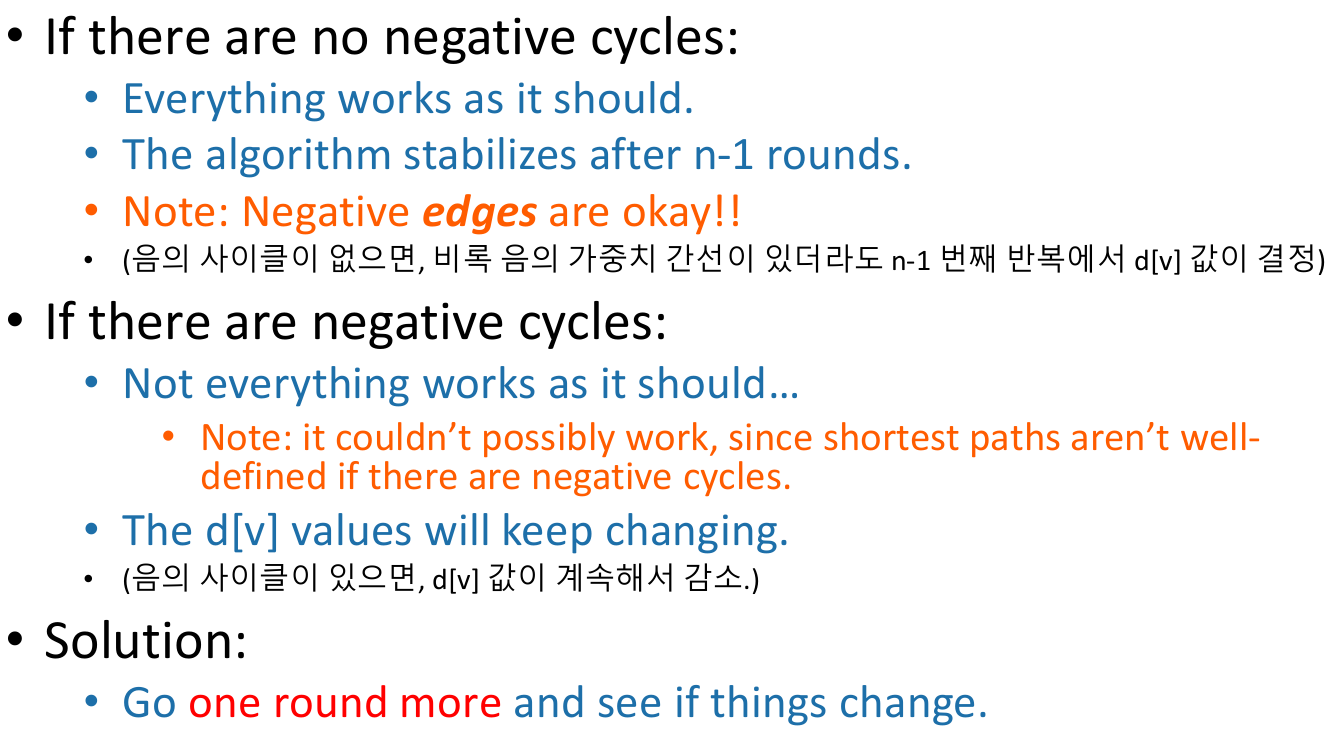 • If there are no negative cycles:
• Everything works as it should.
• The algorithm stabilizes after n-1 rounds.
• Note: Negative edges are okay!!
• (음의 사이클이 없으면, 비록 음의 가중치 간선이 있더라도 n-1 번째 반복에서 d[v] 값이 결정)
• If there are negative cycles:
• Not everything works as it should…
• Note: it couldn’t possibly work, since shortest paths aren’t well-
defined if there are negative cycles.
• The d[v] values will keep changing.
• (음의 사이클이 있으면, d[v] 값이 계속해서 감소.)
• Solution:
• Go one round more and see if things change.